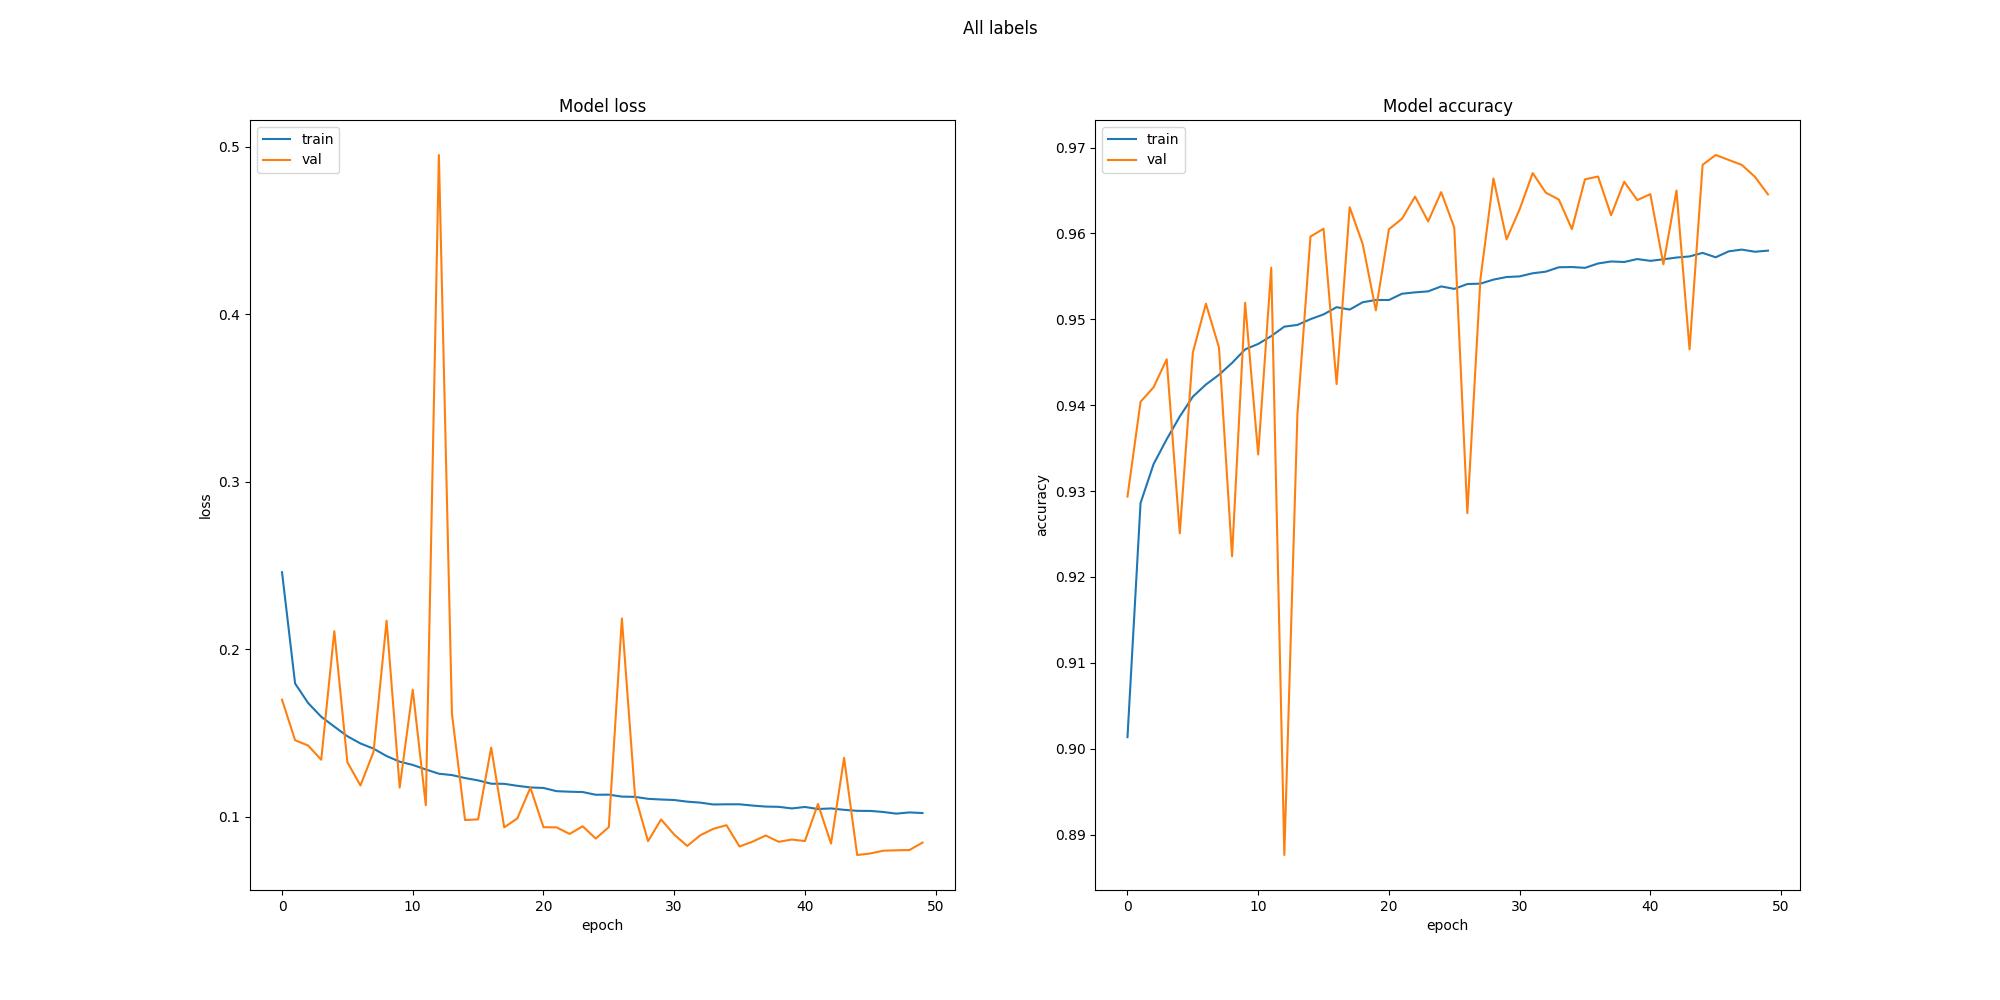 All labels
Model loss
train
val
0.5
0.4
0.3
0.2
0.1
loss
0 10 20 30 40 50
epoch
Model accuracy
train
val
0.97
0.96
0.95
0.94
0.93
0.92
0.91
0.90
0.89
accuracy
0 10 20 30 40 50
epoch